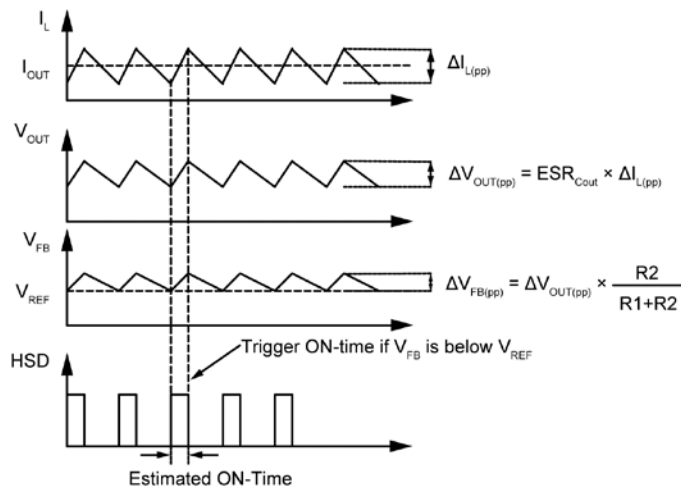 I_L
I_OUT
ΔI_L(pp)
V_OUT
ΔV_OUT(pp) = ESR_Cout × ΔI_L(pp)
V_FB
V_REF
ΔV_FB(pp) = ΔV_OUT(pp) × R2 / R1+R2
Trigger ON-time if V_FB is below V_REF
HSD
Estimated ON-Time